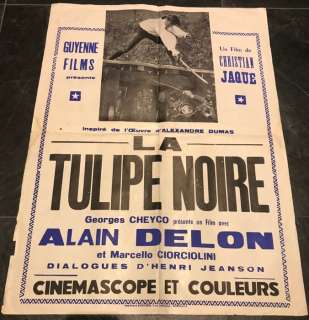 GUYENNE
FILMS
présente
Un Film de
CHRISTIAN
JAQUE
Inspiré de l'Œuvre d'ALEXANDRE DUMAS
LA
TULIPE NOIRE
Georges CHEYCO présente un Film avec
ALAIN DELON
et Marcello CIORCIOLINI
DIALOGUES D'HENRI JEANSON
CINEMASCOPE ET COULEURS